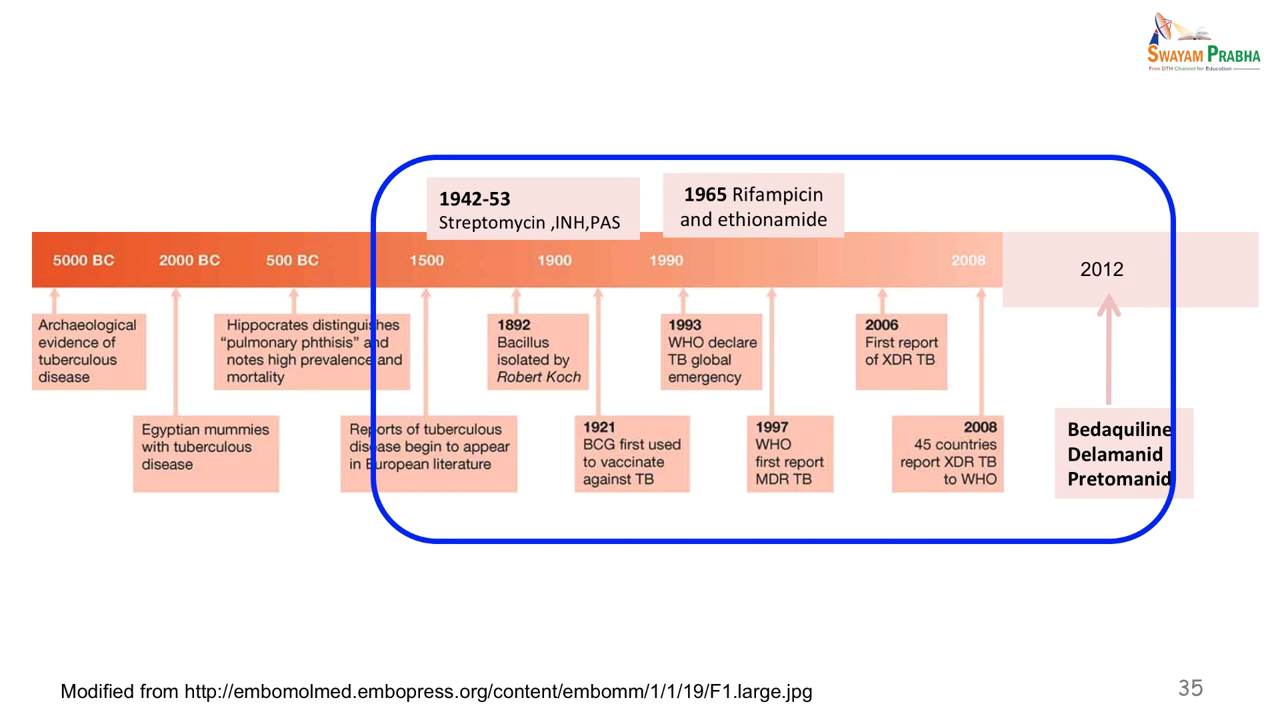 SWAYAM PRABHA
Free DTH Channel for Education
1942-53
Streptomycin ,INH,PAS
1965 Rifampicin
and ethionamide
5000 BC
2000 BC
500 BC
1500
1900
1990
2008
2012
Archaeological
evidence of
tuberculous
disease
Hippocrates distinguishes
“pulmonary phthisis” and
notes high prevalence and
mortality
1892
Bacillus
isolated by
Robert Koch
1993
WHO declare
TB global
emergency
2006
First report
of XDR TB
Egyptian mummies
with tuberculous
disease
Reports of tuberculous
disease begin to appear
in European literature
1921
BCG first used
to vaccinate
against TB
1997
WHO
first report
MDR TB
2008
45 countries
report XDR TB
to WHO
Bedaquiline
Delamanid
Pretomanid
Modified from http://embomolmed.embopress.org/content/embomm/1/1/19/F1.large.jpg
35